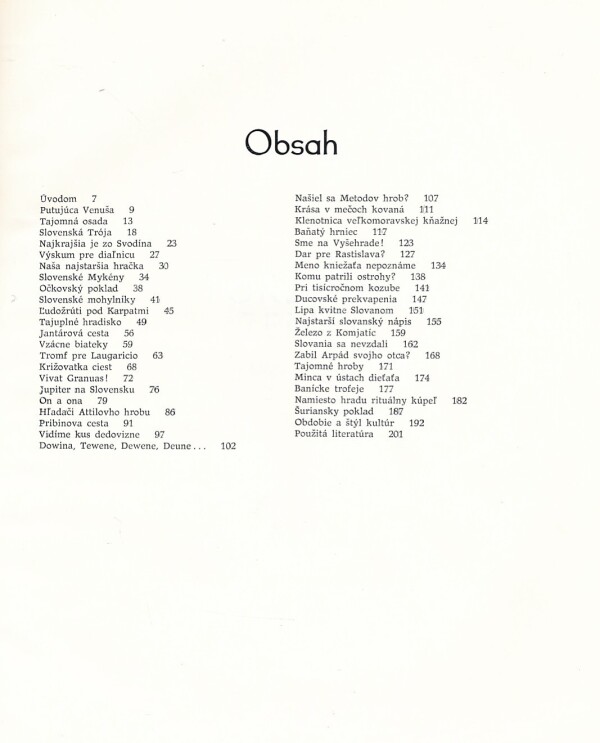 Obsah
Úvodom 7
Putujúca Venuša 9
Tajomná osada 13
Slovenská Trója 18
Najkrajšia je zo Svodína 23
Výskum pre diaľnicu 27
Naša najstaršia hračka 30
Slovenské Mykény 34
Očkovský poklad 38
Slovenské mohylníky 41
Ľudožrúti pod Karpatmi 45
Tajuplné hradisko 49
Jantárová cesta 56
Vzácne biateky 59
Tromf pre Laugaricio 63
Križovatka ciest 68
Vivat Granuas! 72
Jupiter na Slovensku 76
On a ona 79
Hľadači Attilovho hrobu 86
Pribinova cesta 91
Vidíme kus dedovizne 97
Dowina, Tewene, Dewene, Deune... 102
Našiel sa Metodov hrob? 107
Krása v mečoch kovaná 111
Klenotnica veľkomoravskej kňažnej 114
Baňatý hrniec 117
Sme na Vyšehrade! 123
Dar pre Rastislava? 127
Meno kniežaťa nepoznáme 134
Komu patrili ostrohy? 138
Pri tisícročnom kozube 141
Ducovské prekvapenia 147
Lipa kvitne Slovanom 151
Najstarší slovanský nápis 155
Železo z Komjatíc 159
Slovania sa nevzdali 162
Zabil Arpád svojho otca? 168
Tajomné hroby 171
Minca v ústach dieťaťa 174
Banícke trofeje 177
Namiesto hradu rituálny kúpeľ 182
Šuriansky poklad 187
Obdobie a štýl kultúr 192
Použitá literatúra 201